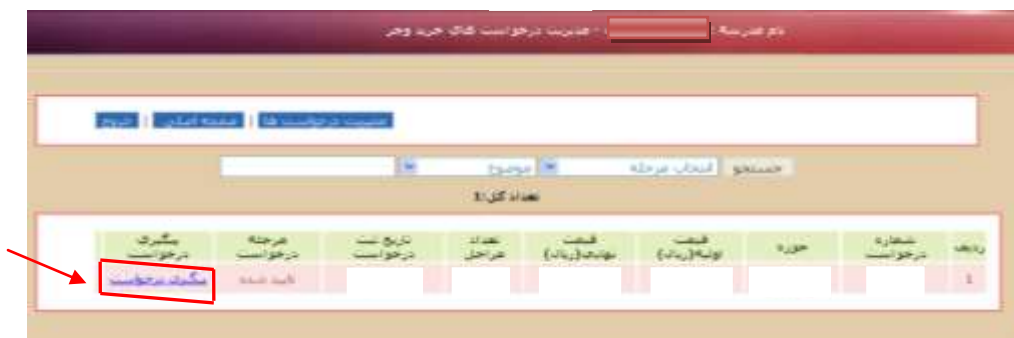 نام مدرسه : - مدیریت درخواست های خرید وجر
مدیریت درخواست ها | صفحه اصلی | خروج
جستجو انتخاب مرحله موضوع
تعداد کل:1
ردیف شماره درخواست حوزه قیمت اولیه(ریال) قیمت نهایی(ریال) تعداد مراحل تاریخ ثبت درخواست مرحله درخواست پیگیری درخواست
1 تایید شده پیگیری درخواست